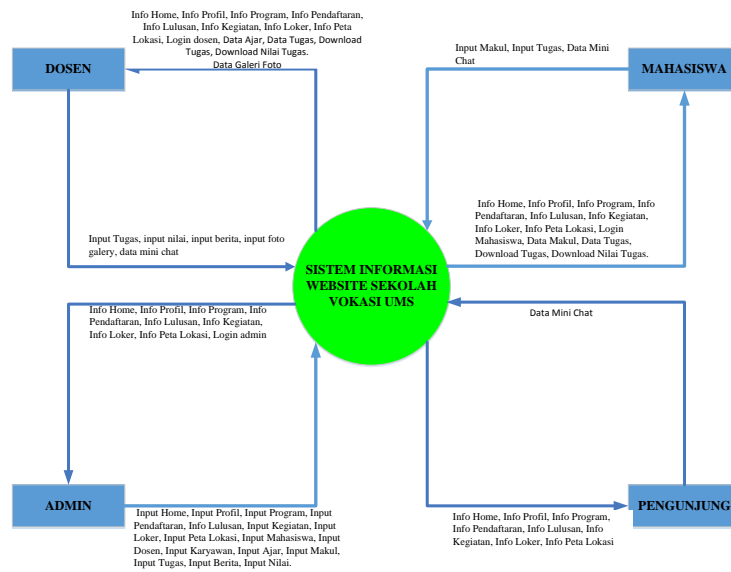 Info Home, Info Profil, Info Program, Info Pendaftaran,
Info Lulusan, Info Kegiatan, Info Loker, Info Peta
Lokasi, Login dosen, Data Ajar, Data Tugas, Download
Tugas, Download Nilai Tugas.
Data Galeri Foto
DOSEN
Input Makul, Input Tugas, Data Mini
Chat
MAHASISWA
Input Tugas, input nilai, input berita, input foto
galery, data mini chat
Info Home, Info Profil, Info Program, Info
Pendaftaran, Info Lulusan, Info Kegiatan,
Info Loker, Info Peta Lokasi, Login
Mahasiswa, Data Makul, Data Tugas,
Download Tugas, Download Nilai Tugas.
SISTEM INFORMASI
WEBSITE SEKOLAH
VOKASI UMS
Info Home, Info Profil, Info Program, Info
Pendaftaran, Info Lulusan, Info Kegiatan,
Info Loker, Info Peta Lokasi, Login admin
Data Mini Chat
ADMIN
Input Home, Input Profil, Input Program, Input
Pendaftaran, Info Lulusan, Input Kegiatan, Input
Loker, Input Peta Lokasi, Input Mahasiswa, Input
Dosen, Input Karyawan, Input Ajar, Input Makul,
Input Tugas, Input Berita, Input Nilai.
Info Home, Info Profil, Info Program,
Info Pendaftaran, Info Lulusan, Info
Kegiatan, Info Loker, Info Peta Lokasi
PENGUNJUNG